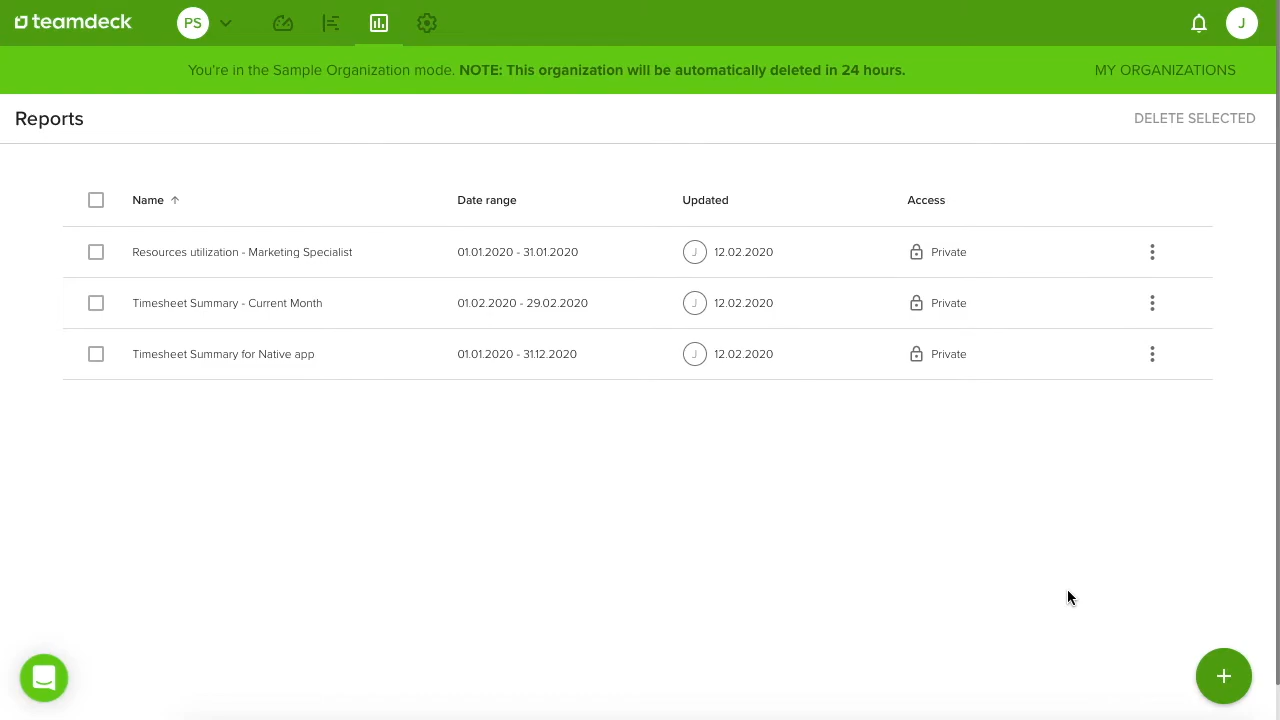 teamdeck PS J
You're in the Sample Organization mode. NOTE: This organization will be automatically deleted in 24 hours. MY ORGANIZATIONS
Reports DELETE SELECTED
Name Date range Updated Access
Resources utilization - Marketing Specialist 01.01.2020 - 31.01.2020 J 12.02.2020 Private
Timesheet Summary - Current Month 01.02.2020 - 29.02.2020 J 12.02.2020 Private
Timesheet Summary for Native app 01.01.2020 - 31.12.2020 J 12.02.2020 Private